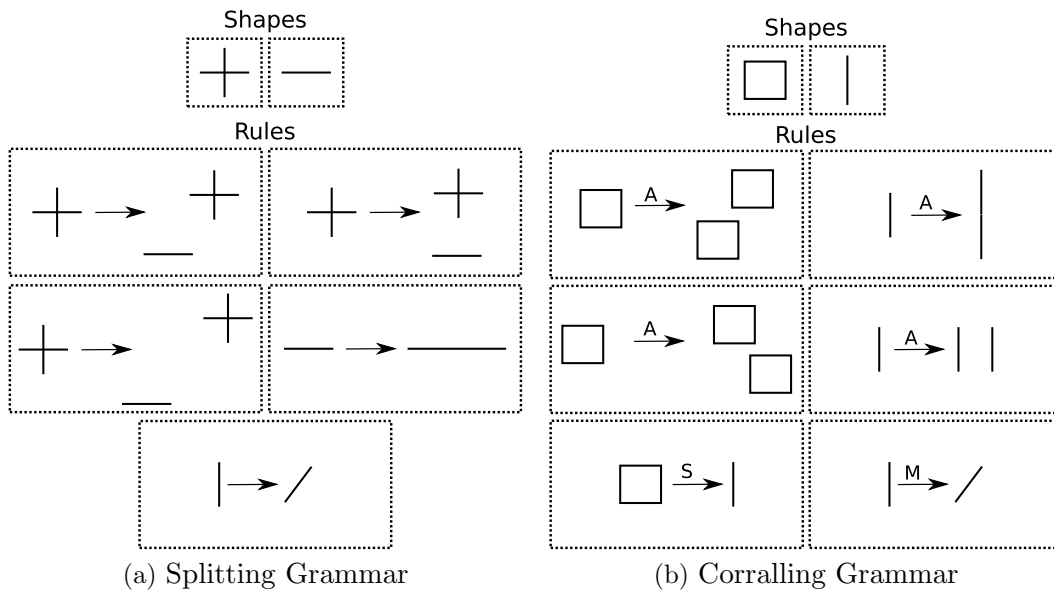 Shapes
Rules
(a) Splitting Grammar
Shapes
Rules
A
A
A
A
S
M
(b) Corralling Grammar